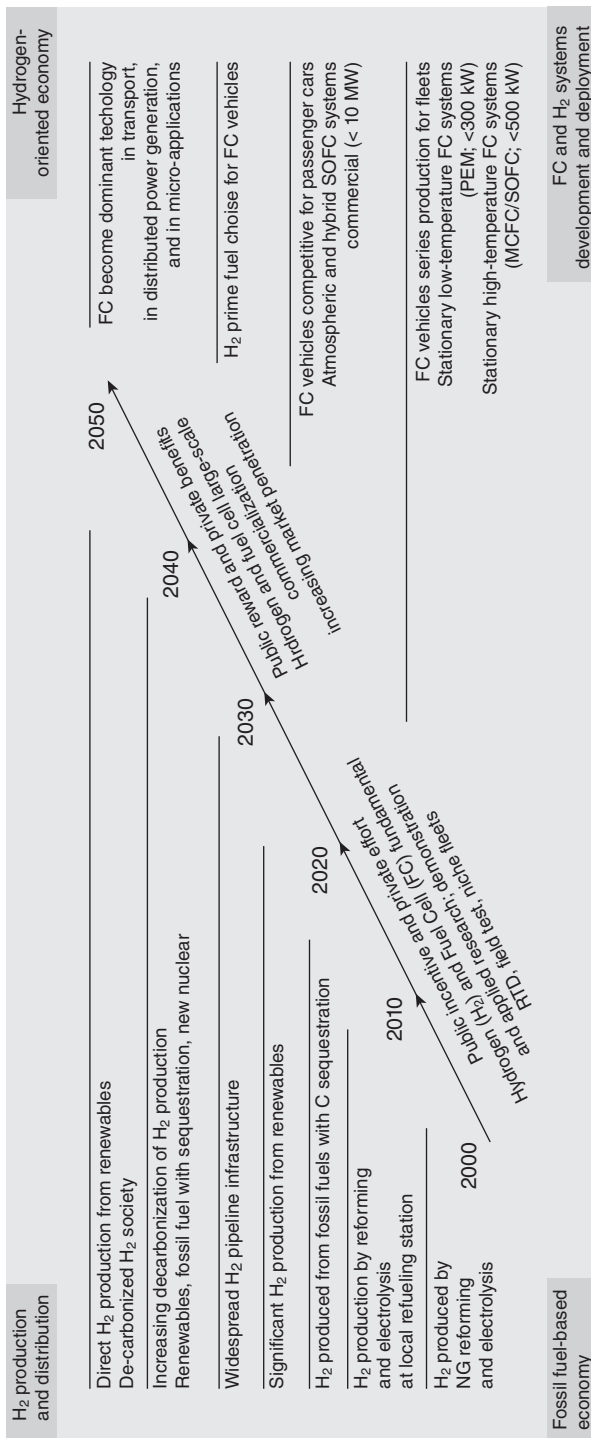 H₂ production
and distribution
Hydrogen-
oriented economy
Direct H₂ production from renewables
De-carbonized H₂ society
Increasing decarbonization of H₂ production
Renewables, fossil fuel with sequestration, new nuclear
Widespread H₂ pipeline infrastructure
Significant H₂ production from renewables
H₂ produced from fossil fuels with C sequestration
H₂ production by reforming
and electrolysis
at local refueling station
H₂ produced by
NG reforming
and electrolysis
2000
2010
2020
2030
2040
2050
Public reward and private benefits
Hrdrogen and fuel cell large-scale
commercialization
increasing market penetration
Public incentive and private effort
Hydrogen (H₂) and Fuel Cell (FC) fundamental
and applied research; demonstration
RTD, field test, niche fleets
FC become dominant techology
in transport,
in distributed power generation,
and in micro-applications
H₂ prime fuel choise for FC vehicles
FC vehicles competitive for passenger cars
Atmospheric and hybrid SOFC systems
commercial (< 10 MW)
FC vehicles series production for fleets
Stationary low-temperature FC systems
(PEM; <300 kW)
Stationary high-temperature FC systems
(MCFC/SOFC; <500 kW)
Fossil fuel-based
economy
FC and H₂ systems
development and deployment